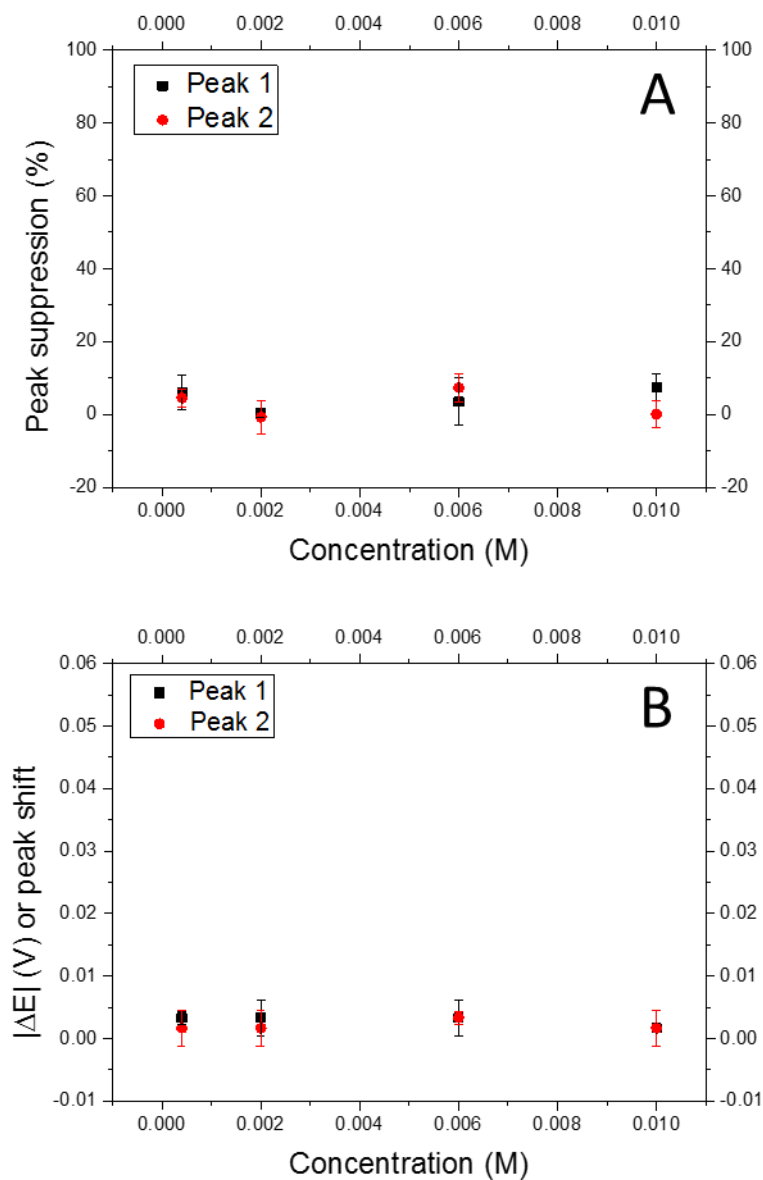 0.000 0.002 0.004 0.006 0.008 0.010
100 100
Peak 1
Peak 2
A
80 80
60 60
40 40
20 20
0 0
-20 -20
Peak suppression (%)
0.000 0.002 0.004 0.006 0.008 0.010
Concentration (M)
0.000 0.002 0.004 0.006 0.008 0.010
0.06 0.06
Peak 1
Peak 2
B
0.05 0.05
0.04 0.04
0.03 0.03
0.02 0.02
0.01 0.01
0.00 0.00
-0.01 -0.01
|ΔE| (V) or peak shift
0.000 0.002 0.004 0.006 0.008 0.010
Concentration (M)